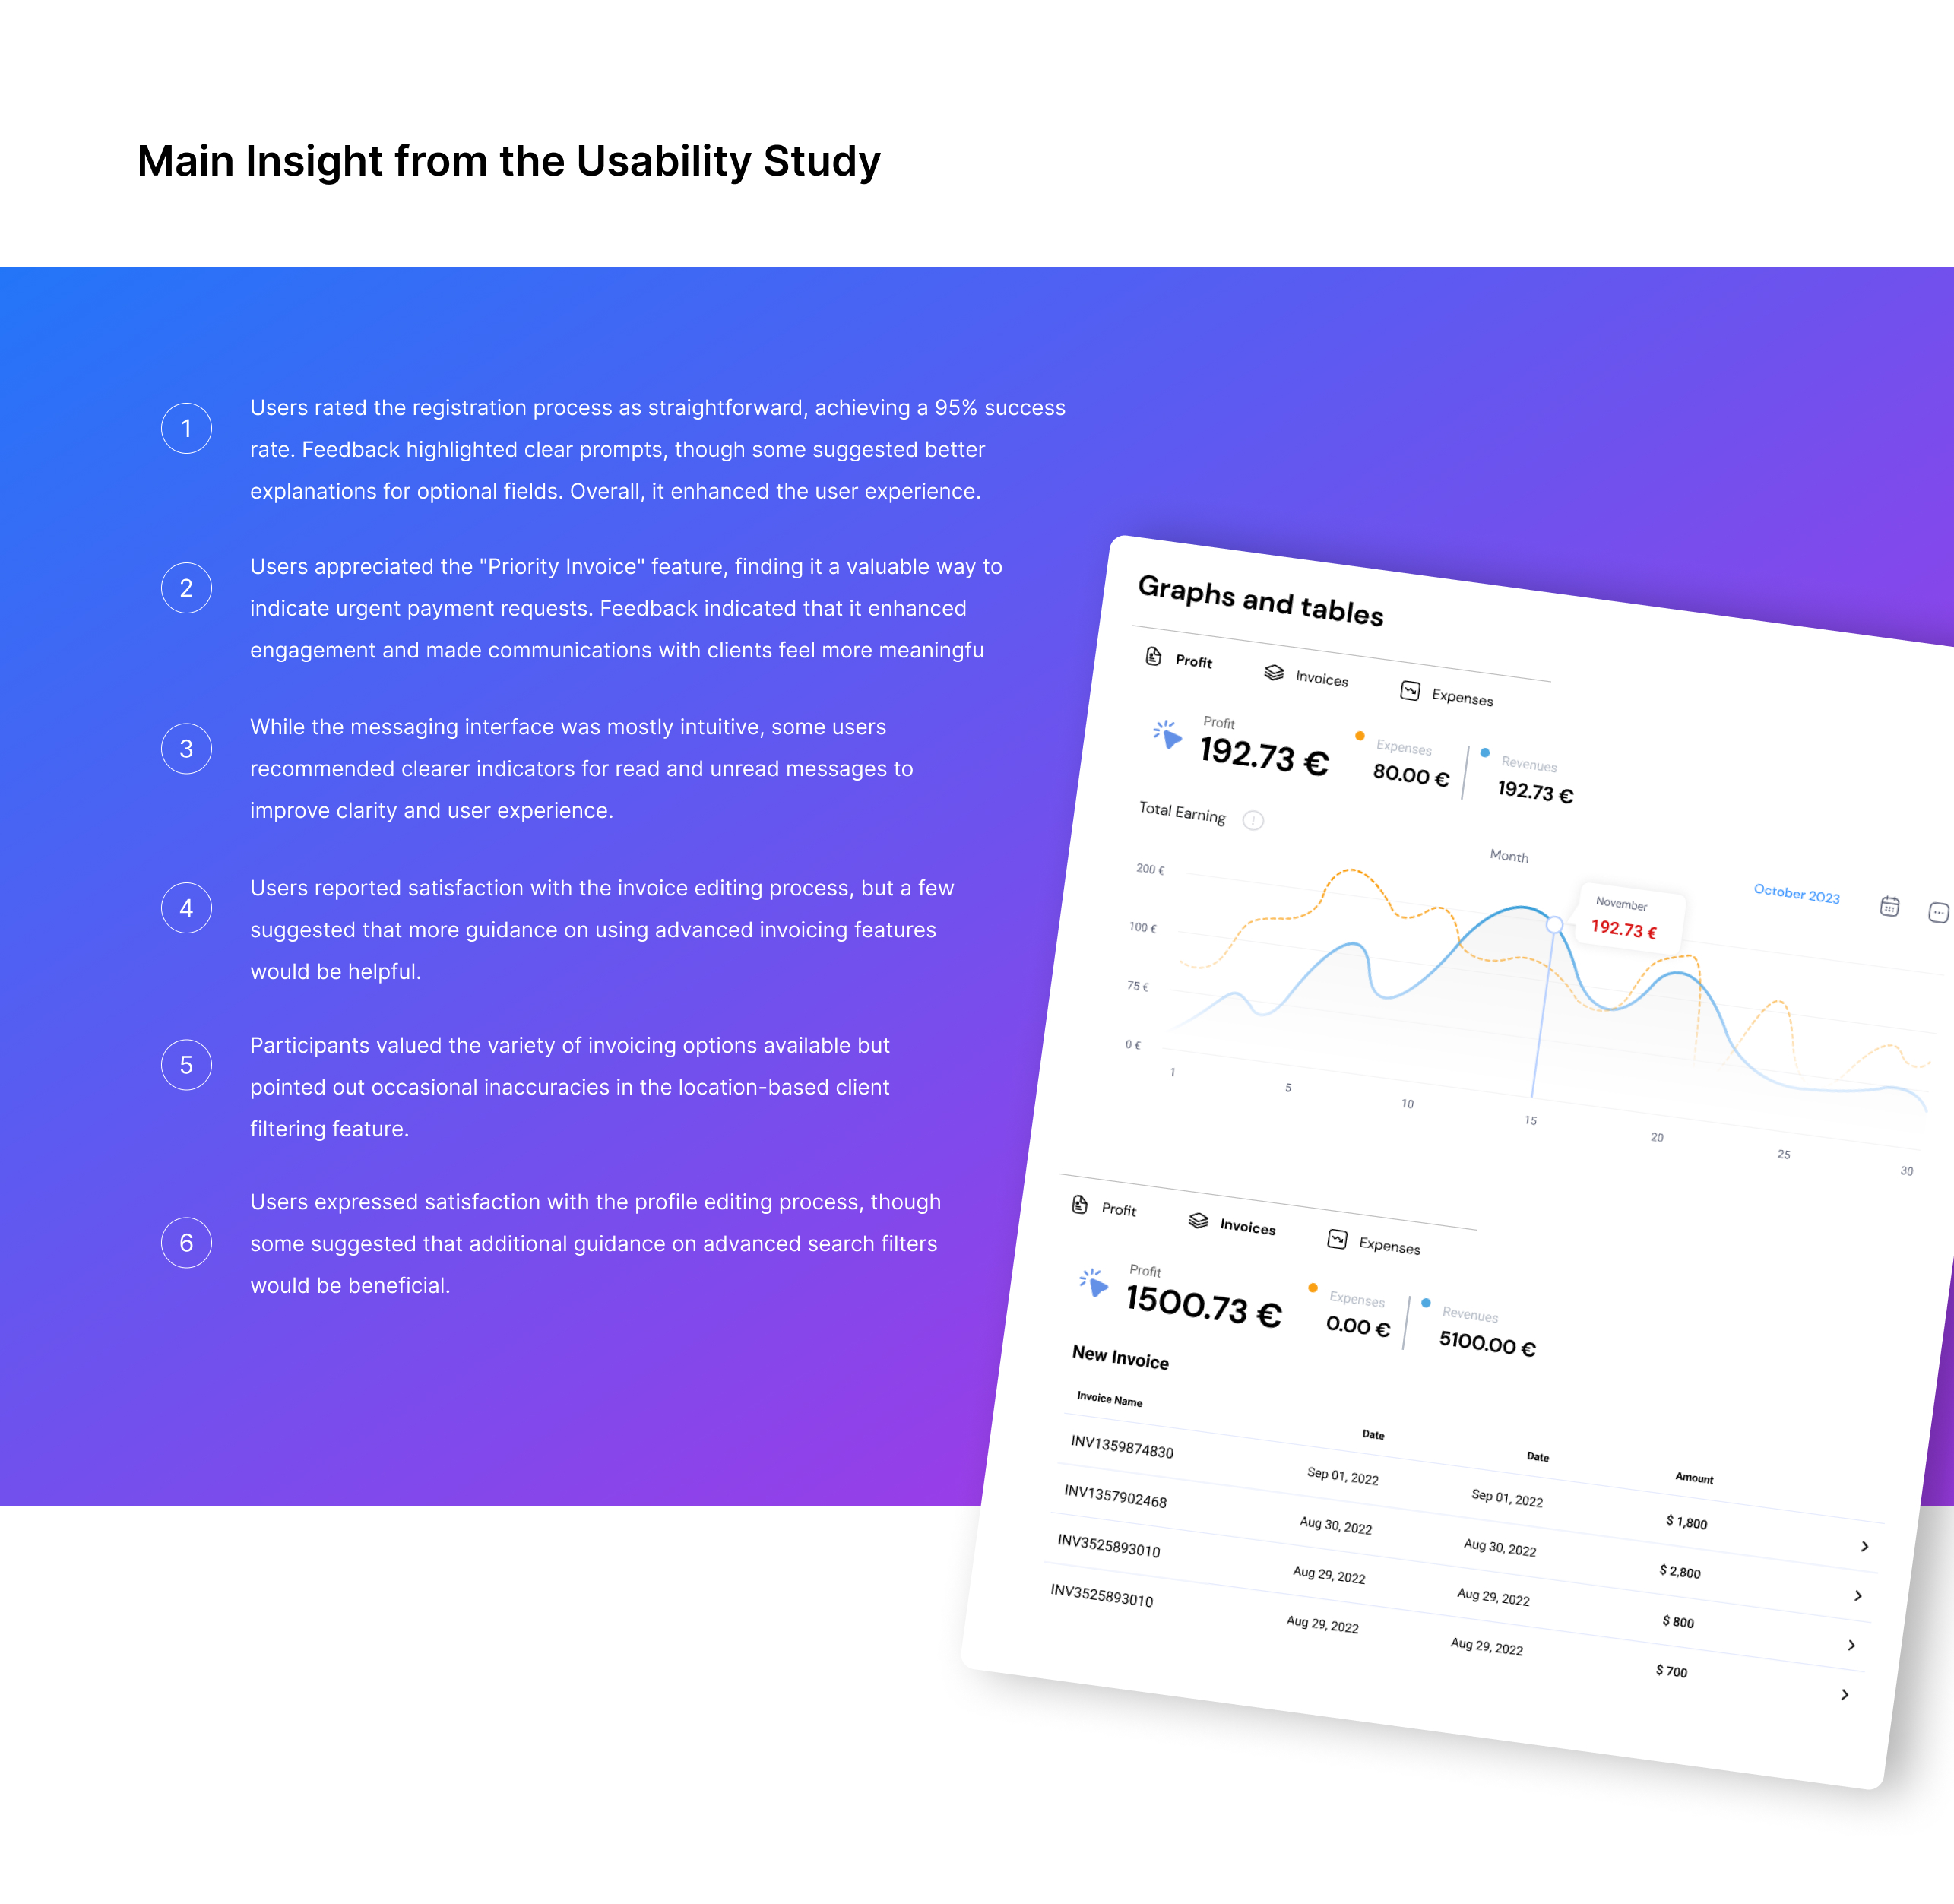 Main Insight from the Usability Study
1
Users rated the registration process as straightforward, achieving a 95% success
rate. Feedback highlighted clear prompts, though some suggested better
explanations for optional fields. Overall, it enhanced the user experience.
2
Users appreciated the "Priority Invoice" feature, finding it a valuable way to
indicate urgent payment requests. Feedback indicated that it enhanced
engagement and made communications with clients feel more meaningfu
3
While the messaging interface was mostly intuitive, some users
recommended clearer indicators for read and unread messages to
improve clarity and user experience.
4
Users reported satisfaction with the invoice editing process, but a few
suggested that more guidance on using advanced invoicing features
would be helpful.
5
Participants valued the variety of invoicing options available but
pointed out occasional inaccuracies in the location-based client
filtering feature.
6
Users expressed satisfaction with the profile editing process, though
some suggested that additional guidance on advanced search filters
would be beneficial.
Graphs and tables
Profit Invoices Expenses
Profit
192.73 €
Expenses
80.00 €
Revenues
192.73 €
Total Earning
Month
October 2023
November
192.73 €
200 €
100 €
75 €
0 €
1 5 10 15 20 25 30
Profit Invoices Expenses
Profit
1500.73 €
Expenses
0.00 €
Revenues
5100.00 €
New Invoice
Invoice Name Date Date Amount
INV1359874830 Sep 01, 2022 Sep 01, 2022 $ 1,800
INV1357902468 Aug 30, 2022 Aug 30, 2022 $ 2,800
INV3525893010 Aug 29, 2022 Aug 29, 2022 $ 800
INV3525893010 Aug 29, 2022 Aug 29, 2022 $ 700